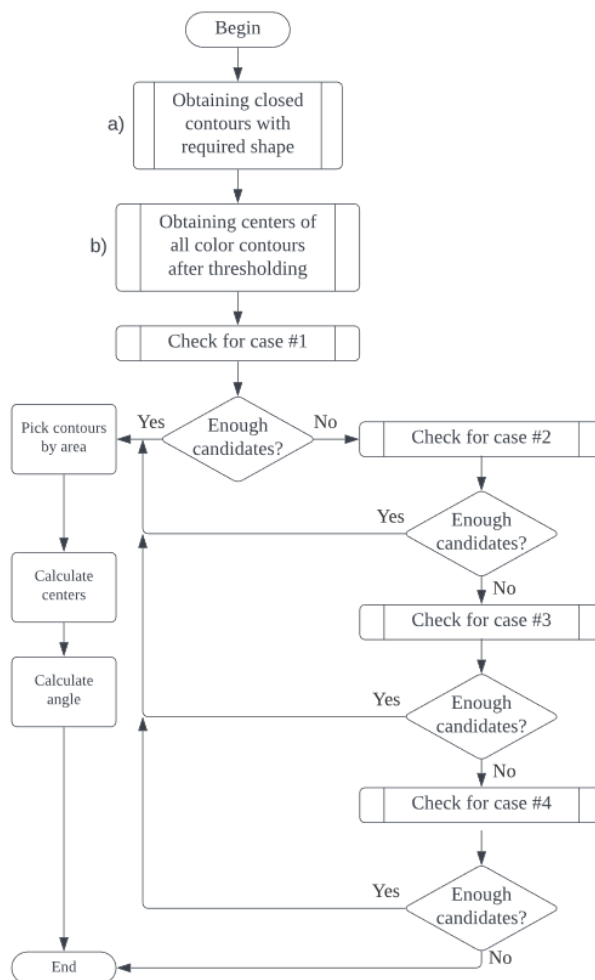 Begin
a)
Obtaining closed
contours with
required shape
b)
Obtaining centers of
all color contours
after thresholding
Check for case #1
Enough
candidates?
Yes
No
Pick contours
by area
Check for case #2
Enough
candidates?
Yes
No
Calculate
centers
Check for case #3
Calculate
angle
Enough
candidates?
Yes
No
Check for case #4
Enough
candidates?
Yes
No
End